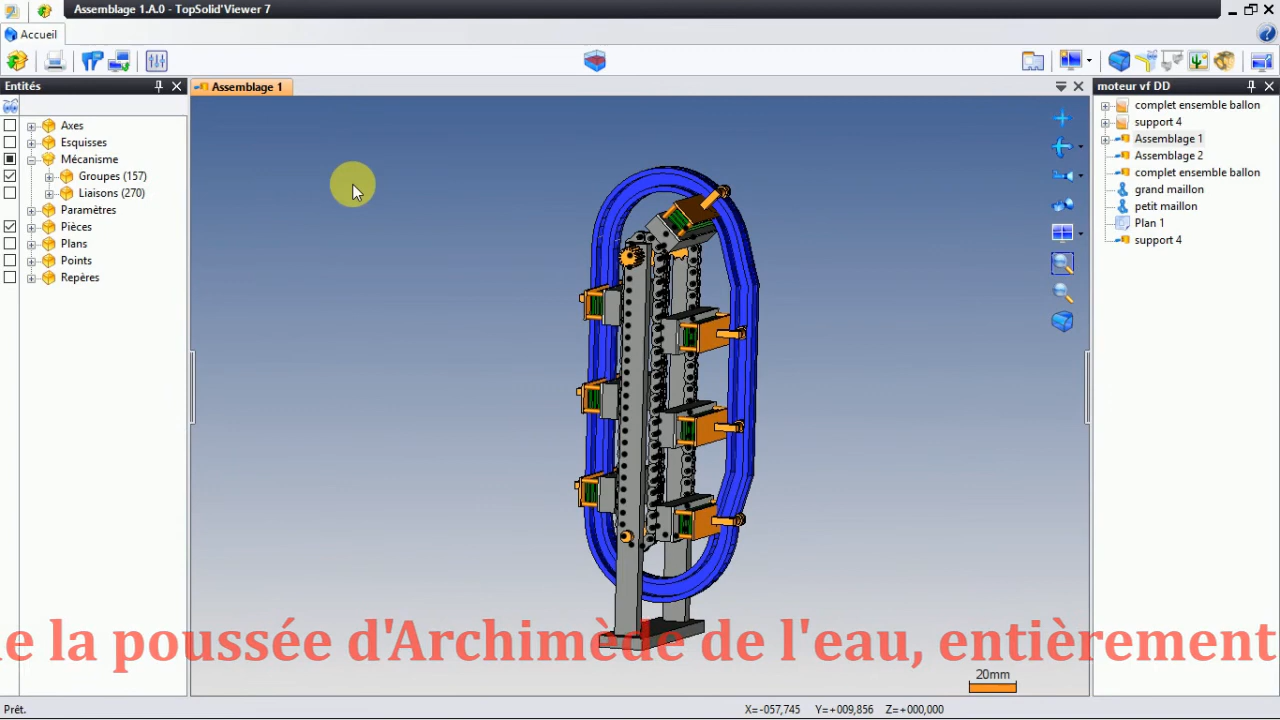 Assemblage 1.A.0 - TopSolid'Viewer 7
Accueil
Entités
Axes
Esquisses
Mécanisme
Groupes (157)
Liaisons (270)
Paramètres
Pièces
Plans
Points
Repères
Assemblage 1
moteur vf DD
complet ensemble ballon
support 4
Assemblage 1
Assemblage 2
complet ensemble ballon
grand maillon
petit maillon
Plan 1
support 4
e la poussée d'Archimède de l'eau, entièrement
20mm
Prêt.
X=-057,745 Y=+009,856 Z=+000,000